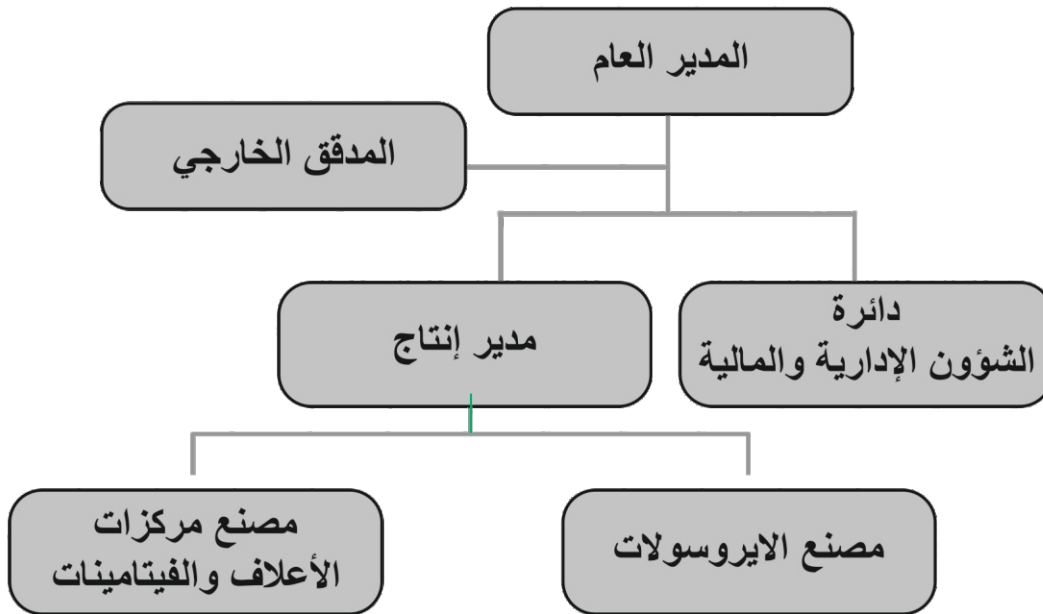 المدير العام
المدقق الخارجي
دائرة
الشؤون الإدارية والمالية
مدير إنتاج
مصنع الايروسولات
مصنع مركزات
الأعلاف والفيتامينات